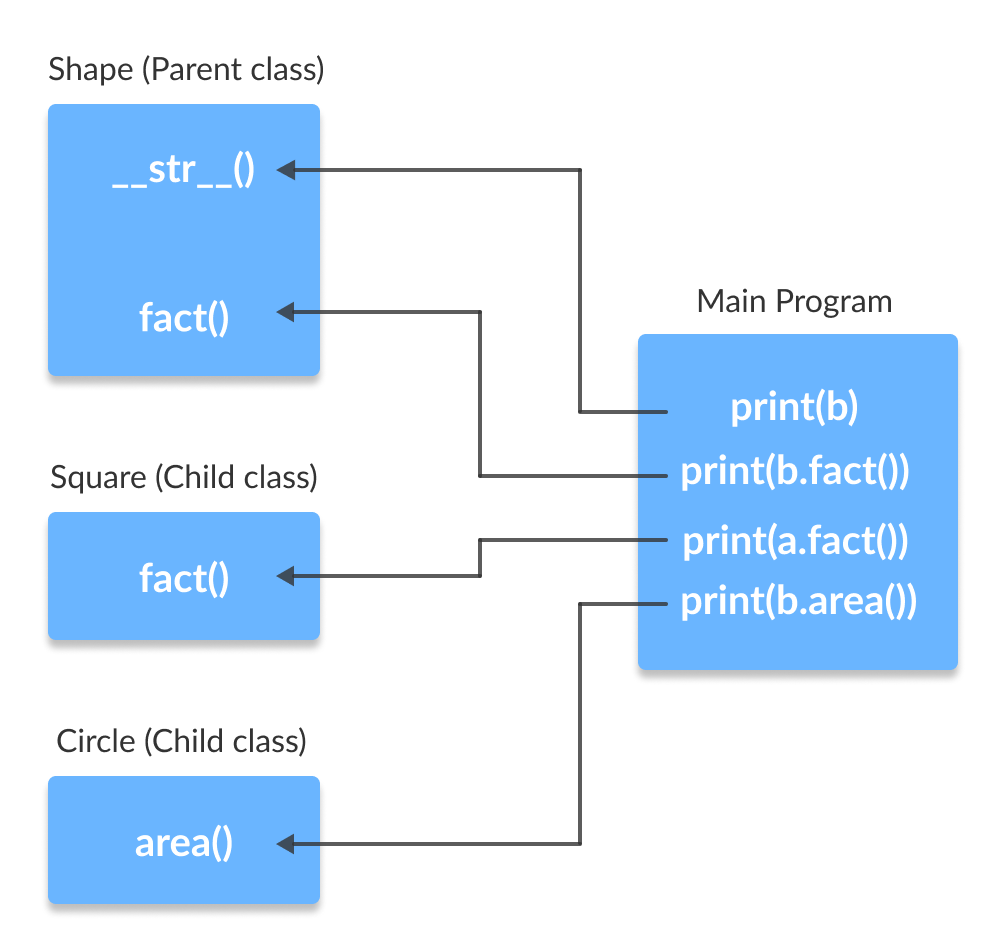 Shape (Parent class)
__str__()
fact()
Main Program
print(b)
print(b.fact())
print(a.fact())
print(b.area())
Square (Child class)
fact()
Circle (Child class)
area()